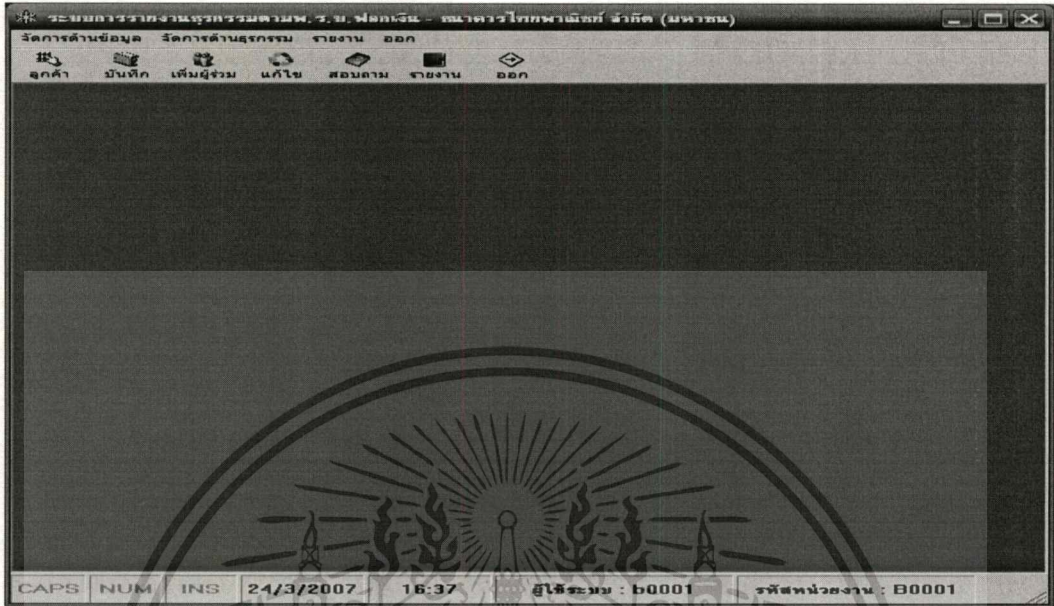 ระบบการรายงานธุรกรรมตามพ.ร.บ.ฟอกเงิน - ธนาคารไทยพาณิชย์ จำกัด (มหาชน)
จัดการด้านข้อมูล จัดการด้านธุรกรรม รายงาน ออก
ลูกค้า บันทึก เพิ่มผู้ร่วม แก้ไข สอบถาม รายงาน ออก
CAPS NUM INS 24/3/2007 16:37 ผู้ใช้ระบบ : b0001 รหัสหน่วยงาน : B0001